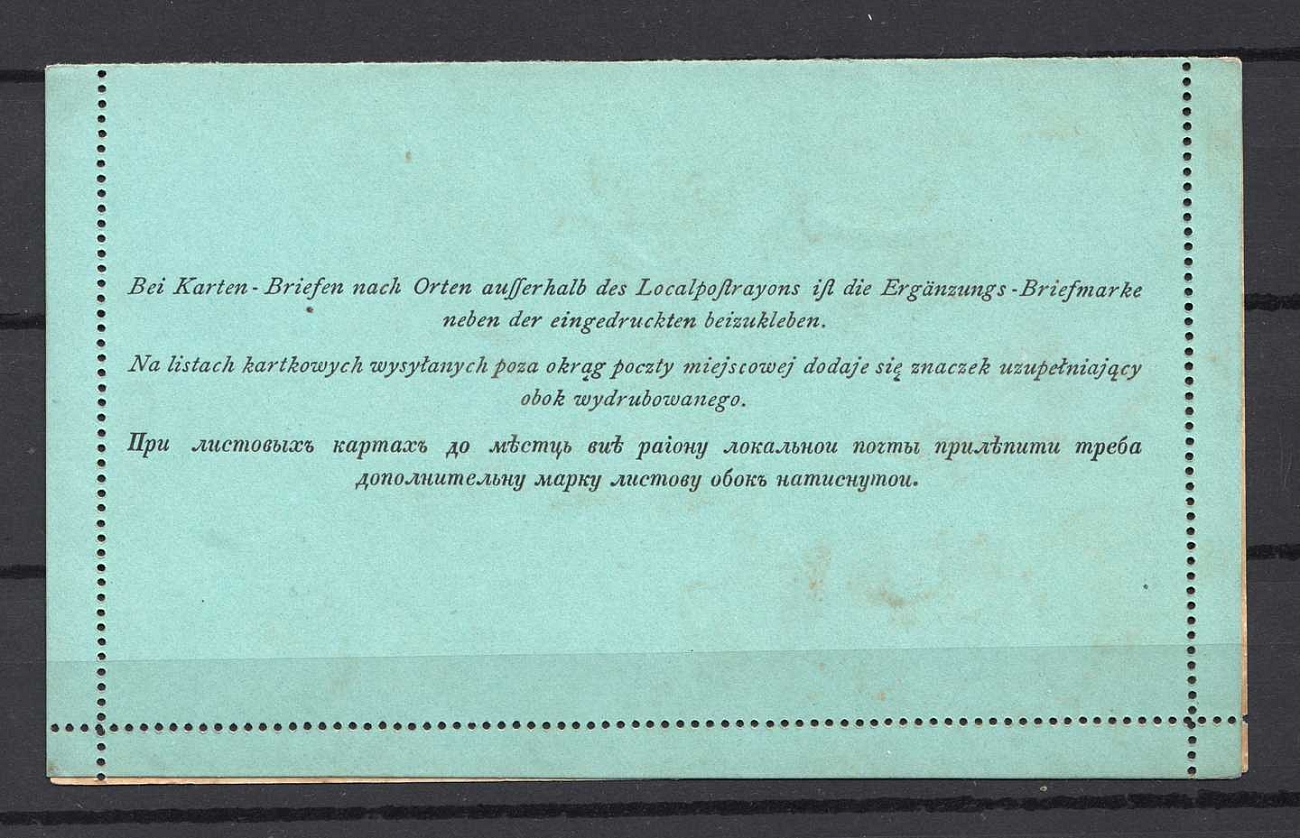 Bei Karten-Briefen nach Orten auſſerhalb des Localpoſtrayons iſt die Ergänzungs-Briefmarke
neben der eingedruckten beizukleben.
Na listach kartkowych wysyłanych poza okrąg poczty miejscowej dodaje się znaczek uzupełniający
obok wydrubowanego.
При листовыхъ картахъ до мѣстць внѣ раіону локальнои почты прилѣпити треба
дополнительну марку листову обокъ натиснутои.